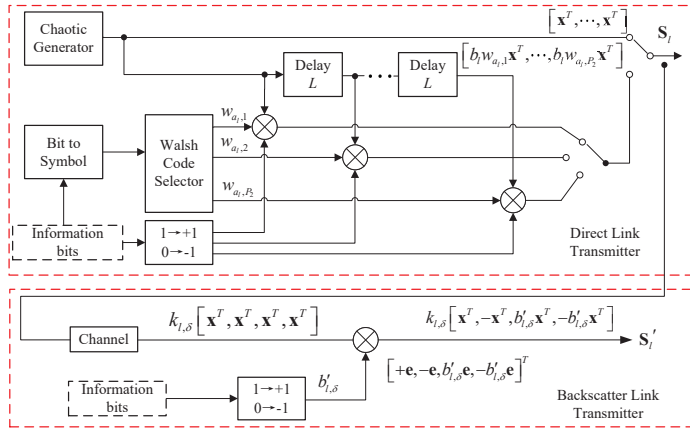 Chaotic
Generator
[x^T, ⋯, x^T]
S_l
Delay
L
Delay
L
[b_l w_{a_l,1} x^T, ⋯, b_l w_{a_l,P_2} x^T]
Bit to
Symbol
Walsh
Code
Selector
w_{a_l,1}
w_{a_l,2}
w_{a_l,P_2}
Information
bits
1→+1
0→-1
Direct Link
Transmitter
Channel
k_{l,δ}[x^T, x^T, x^T, x^T]
k_{l,δ}[x^T, -x^T, b'_{l,δ}x^T, -b'_{l,δ}x^T]
S_l'
Information
bits
1→+1
0→-1
b'_{l,δ}
[+e, -e, b'_{l,δ}e, -b'_{l,δ}e]^T
Backscatter Link
Transmitter